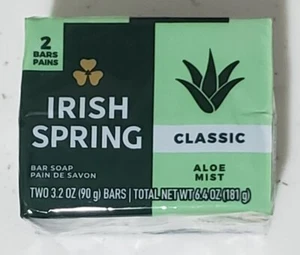 2
BARS
PAINS
IRISH
SPRING
CLASSIC
BAR SOAP
PAIN DE SAVON
ALOE
MIST
TWO 3.2 OZ (90 g) BARS | TOTAL NET WT 6.4 OZ (181 g)